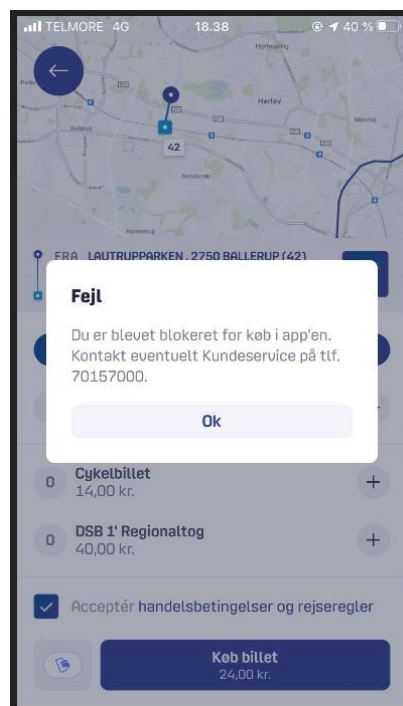 TELMORE 4G 18.38 40 %
Herlev
Ballerup
42
Skovlunde
FRA LAUTRUPPARKEN, 2750 BALLERUP (42)
Fejl
Du er blevet blokeret for køb i app'en.
Kontakt eventuelt Kundeservice på tlf.
70157000.
Ok
0 Cykelbillet +
14,00 kr.
0 DSB 1' Regionaltog +
40,00 kr.
Acceptér handelsbetingelser og rejseregler
Køb billet
24,00 kr.